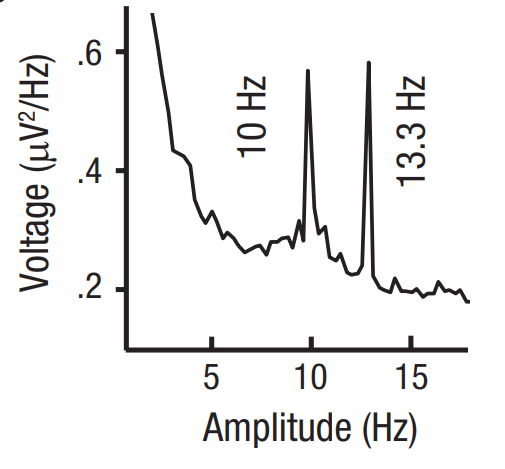 .6
.4
.2
Voltage (μV²/Hz)
10 Hz
13.3 Hz
5 10 15
Amplitude (Hz)